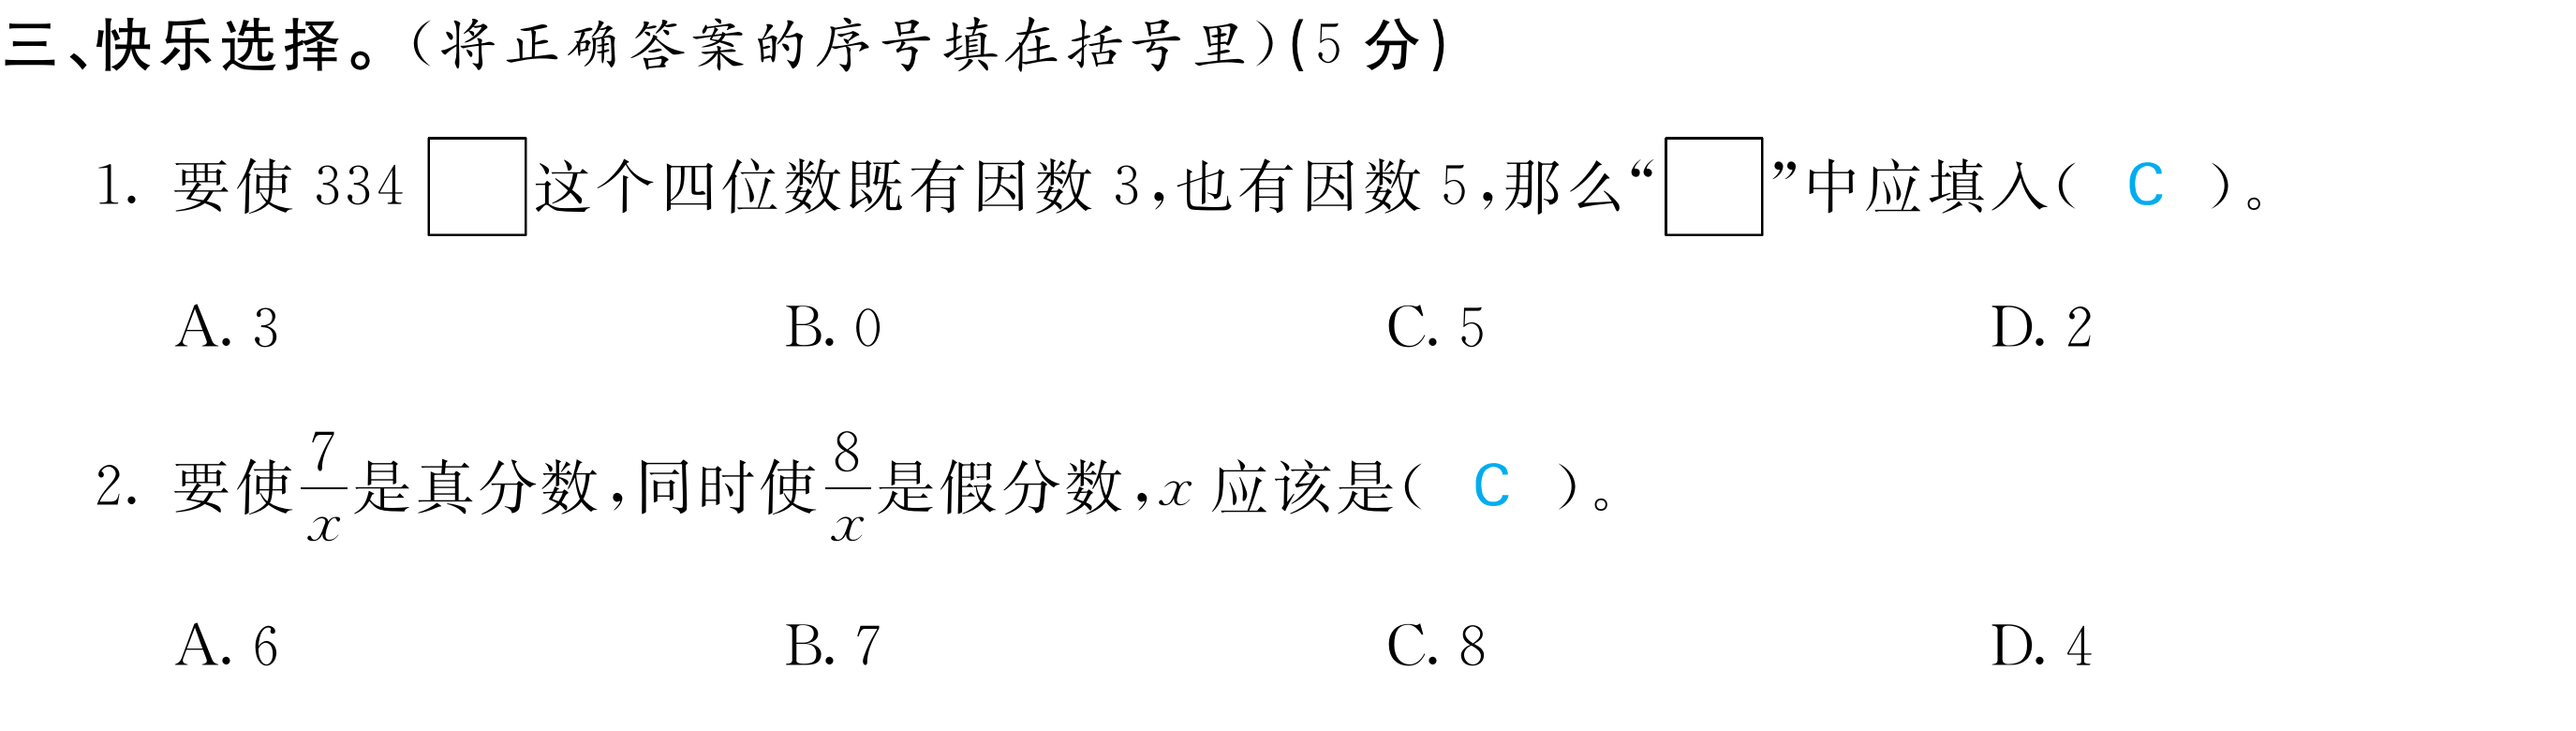 三、快乐选择。(将正确答案的序号填在括号里)(5 分)
1. 要使 334 □ 这个四位数既有因数 3,也有因数 5,那么“□”中应填入( C )。
A. 3 B. 0 C. 5 D. 2
2. 要使7/x是真分数,同时使8/x是假分数,x 应该是( C )。
A. 6 B. 7 C. 8 D. 4